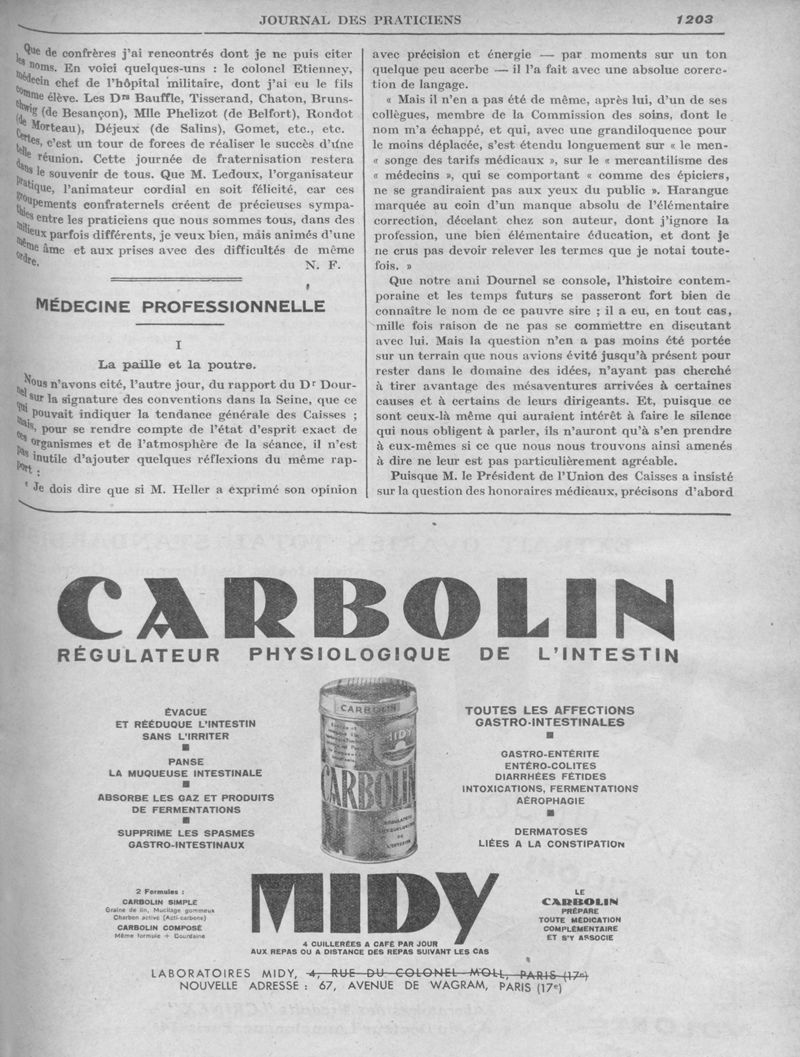 JOURNAL DES PRATICIENS 1203
Que de confrères j'ai rencontrés dont je ne puis citer
les noms. En voici quelques-uns : le colonel Etienney,
médecin chef de l'hôpital militaire, dont j'ai eu le fils
comme élève. Les Drs Bauffle, Tisserand, Chaton, Bruns-
chwig (de Besançon), Mlle Phelizot (de Belfort), Rondot
(de Morteau), Déjeux (de Salins), Gomet, etc., etc.
Certes, c'est un tour de forces de réaliser le succès d'une
telle réunion. Cette journée de fraternisation restera
dans le souvenir de tous. Que M. Ledoux, l'organisateur
pratique, l'animateur cordial en soit félicité, car ces
groupements confraternels créent de précieuses sympa-
thies entre les praticiens que nous sommes tous, dans des
milieux parfois différents, je veux bien, mais animés d'une
même âme et aux prises avec des difficultés de même
ordre. N. F.
MÉDECINE PROFESSIONNELLE
I
La paille et la poutre.
Nous n'avons cité, l'autre jour, du rapport du Dr Dour-
nel sur la signature des conventions dans la Seine, que ce
qui pouvait indiquer la tendance générale des Caisses ;
mais, pour se rendre compte de l'état d'esprit exact de
ces organismes et de l'atmosphère de la séance, il n'est
pas inutile d'ajouter quelques réflexions du même rap-
port :
« Je dois dire que si M. Heller a exprimé son opinion
avec précision et énergie — par moments sur un ton
quelque peu acerbe — il l'a fait avec une absolue corerc-
tion de langage.
« Mais il n'en a pas été de même, après lui, d'un de ses
collègues, membre de la Commission des soins, dont le
nom m'a échappé, et qui, avec une grandiloquence pour
le moins déplacée, s'est étendu longuement sur « le men-
« songe des tarifs médicaux », sur le « mercantilisme des
« médecins », qui se comportant « comme des épiciers,
ne se grandiraient pas aux yeux du public ». Harangue
marquée au coin d'un manque absolu de l'élémentaire
correction, décelant chez son auteur, dont j'ignore la
profession, une bien élémentaire éducation, et dont je
ne crus pas devoir relever les termes que je notai toute-
fois. »
Que notre ami Dournel se console, l'histoire contem-
poraine et les temps futurs se passeront fort bien de
connaître le nom de ce pauvre sire ; il a eu, en tout cas,
mille fois raison de ne pas se commettre en discutant
avec lui. Mais la question n'en a pas moins été portée
sur un terrain que nous avions évité jusqu'à présent pour
rester dans le domaine des idées, n'ayant pas cherché
à tirer avantage des mésaventures arrivées à certaines
causes et à certains de leurs dirigeants. Et, puisque ce
sont ceux-là même qui auraient intérêt à faire le silence
qui nous obligent à parler, ils n'auront qu'à s'en prendre
à eux-mêmes si ce que nous nous trouvons ainsi amenés
à dire ne leur est pas particulièrement agréable.
Puisque M. le Président de l'Union des Caisses a insisté
sur la question des honoraires médicaux, précisons d'abord
CARBOLIN
RÉGULATEUR PHYSIOLOGIQUE DE L'INTESTIN
ÉVACUE
ET RÉÉDUQUE L'INTESTIN
SANS L'IRRITER
PANSE
LA MUQUEUSE INTESTINALE
ABSORBE LES GAZ ET PRODUITS
DE FERMENTATIONS
SUPPRIME LES SPASMES
GASTRO-INTESTINAUX
CARBOLIN
MIDY
CARBOLIN
TOUTES LES AFFECTIONS
GASTRO-INTESTINALES
GASTRO-ENTÉRITE
ENTÉRO-COLITES
DIARRHÉES FÉTIDES
INTOXICATIONS, FERMENTATIONS
AÉROPHAGIE
DERMATOSES
LIÉES A LA CONSTIPATION
2 Formules :
CARBOLIN SIMPLE
Graine de lin, Mucilage gommeux
Charbon activé (Acti-carbone)
CARBOLIN COMPOSÉ
Même formule + Bourdaine
MIDY
4 CUILLERÉES A CAFÉ PAR JOUR
AUX REPAS OU A DISTANCE DES REPAS SUIVANT LES CAS
LE
CARBOLIN
PRÉPARE
TOUTE MÉDICATION
COMPLÉMENTAIRE
ET S'Y ASSOCIE
LABORATOIRES MIDY, 4, RUE DU COLONEL MOLL, PARIS (17e)
NOUVELLE ADRESSE : 67, AVENUE DE WAGRAM, PARIS (17e)